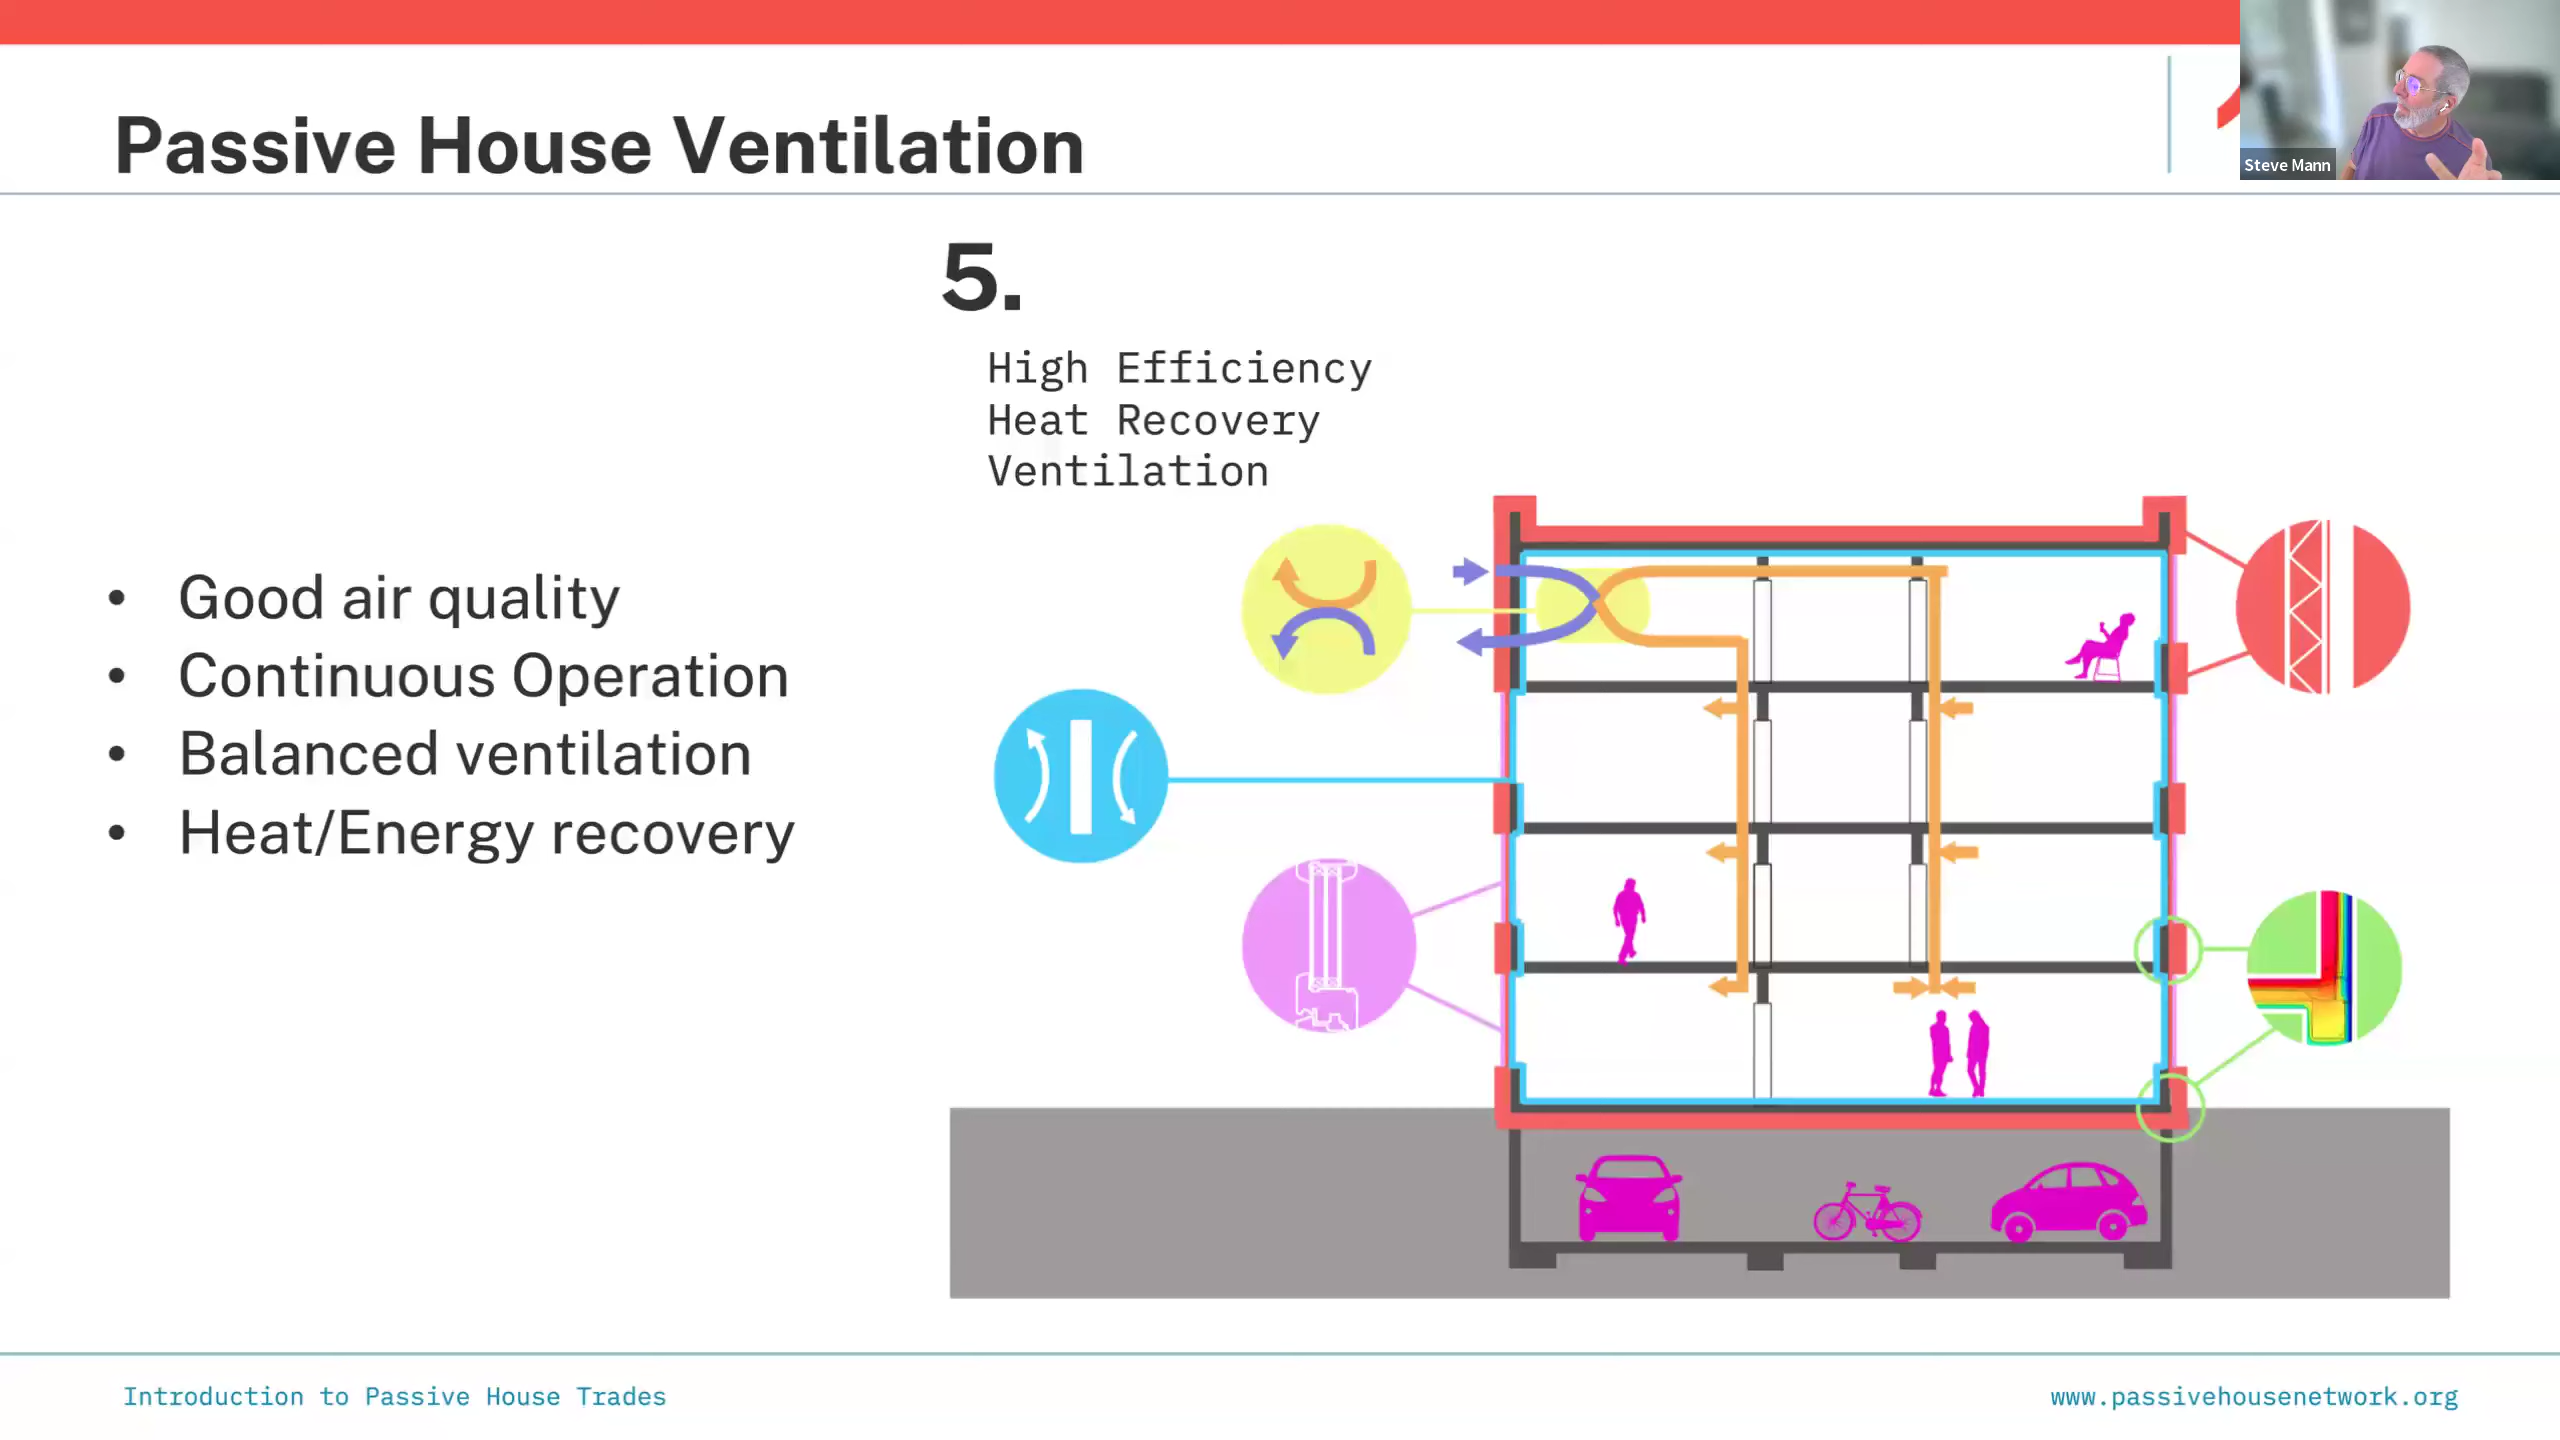 Passive House Ventilation
Steve Mann
5.
High Efficiency
Heat Recovery
Ventilation
• Good air quality
• Continuous Operation
• Balanced ventilation
• Heat/Energy recovery
Introduction to Passive House Trades
www.passivehousenetwork.org